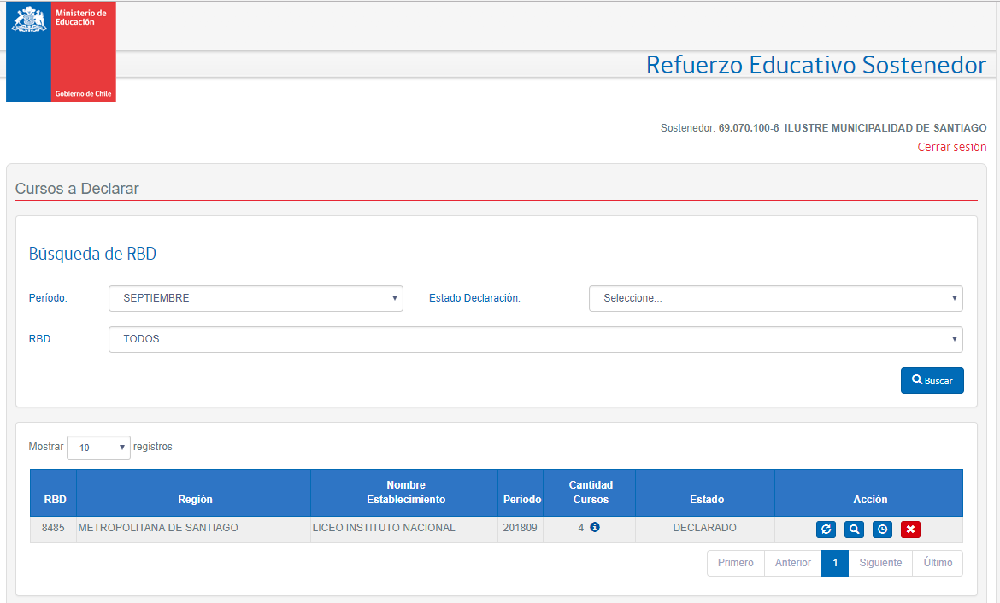 Ministerio de
Educación
Gobierno de Chile
Refuerzo Educativo Sostenedor
Sostenedor: 69.070.100-6 ILUSTRE MUNICIPALIDAD DE SANTIAGO
Cerrar sesión
Cursos a Declarar
Búsqueda de RBD
Período: SEPTIEMBRE Estado Declaración: Seleccione...
RBD: TODOS
Buscar
Mostrar 10 registros
RBD Región Nombre Establecimiento Período Cantidad Cursos Estado Acción
8485 METROPOLITANA DE SANTIAGO LICEO INSTITUTO NACIONAL 201809 4 DECLARADO
Primero Anterior 1 Siguiente Último